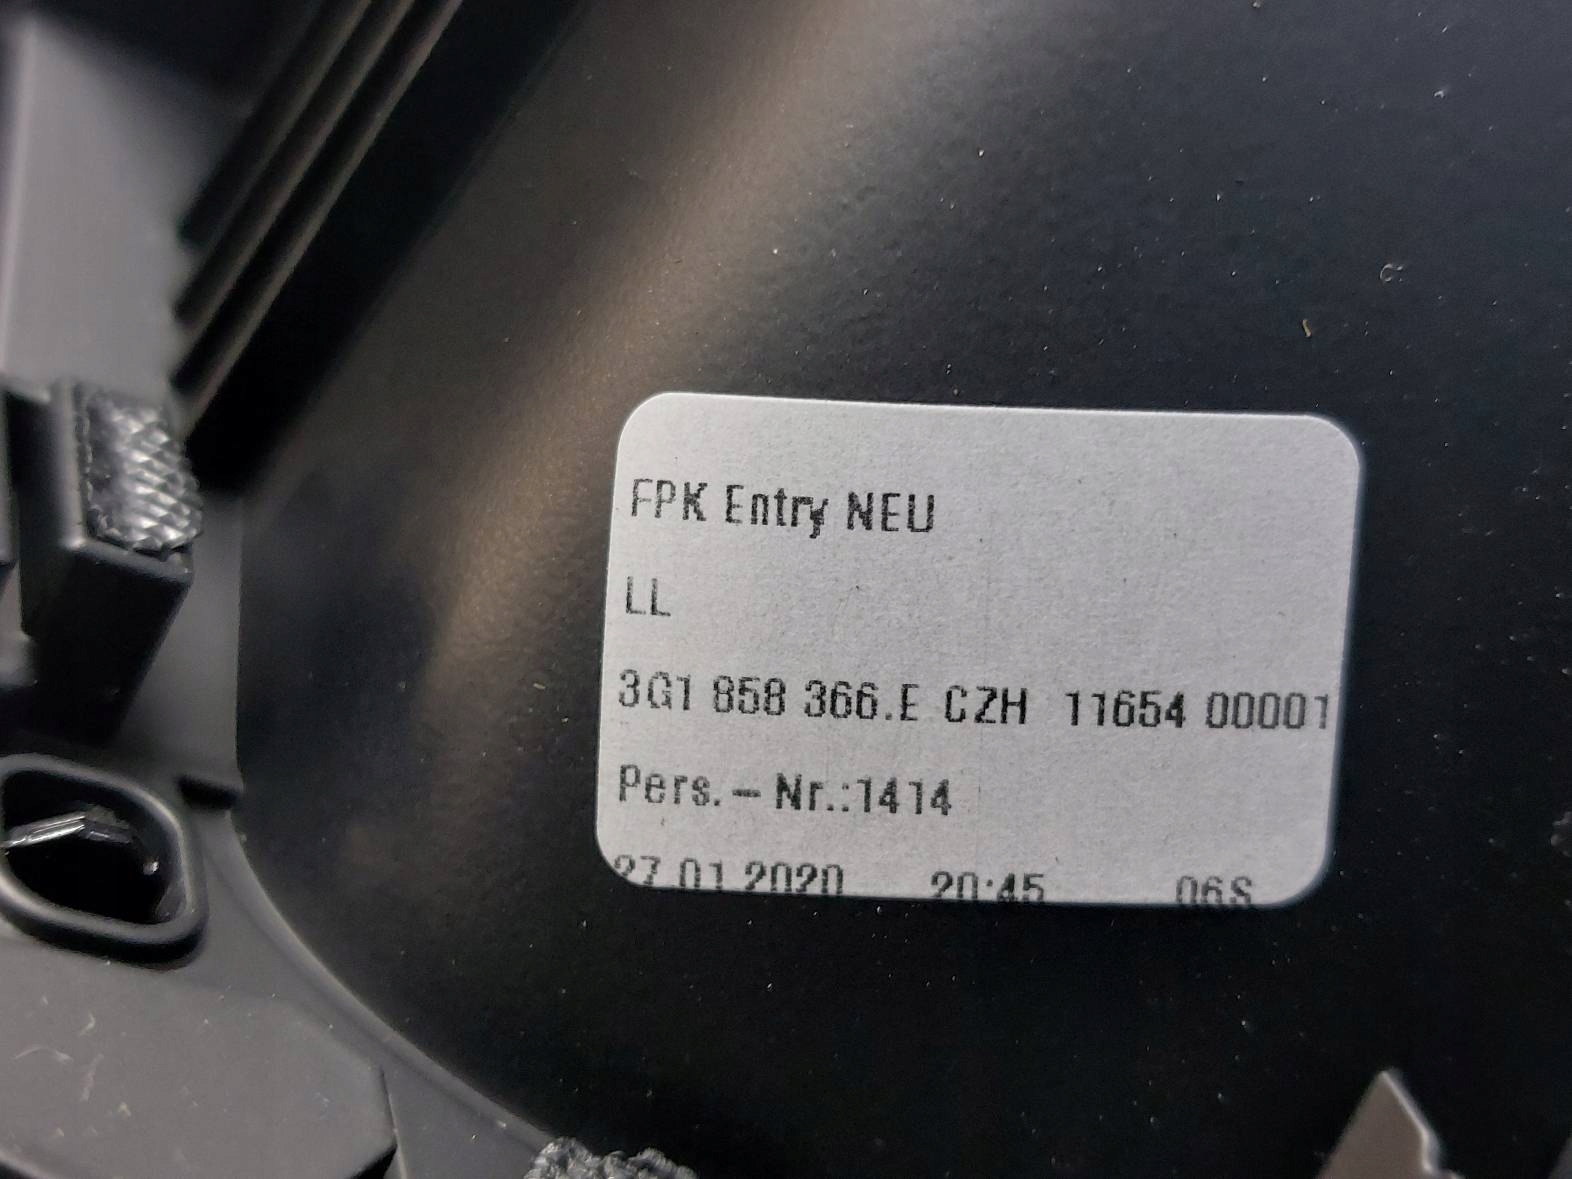 FPK Entry NEU
LL
3G1 858 366.E CZH 11654 00001
Pers.-Nr.:1414
27.01.2020 20:45 06S